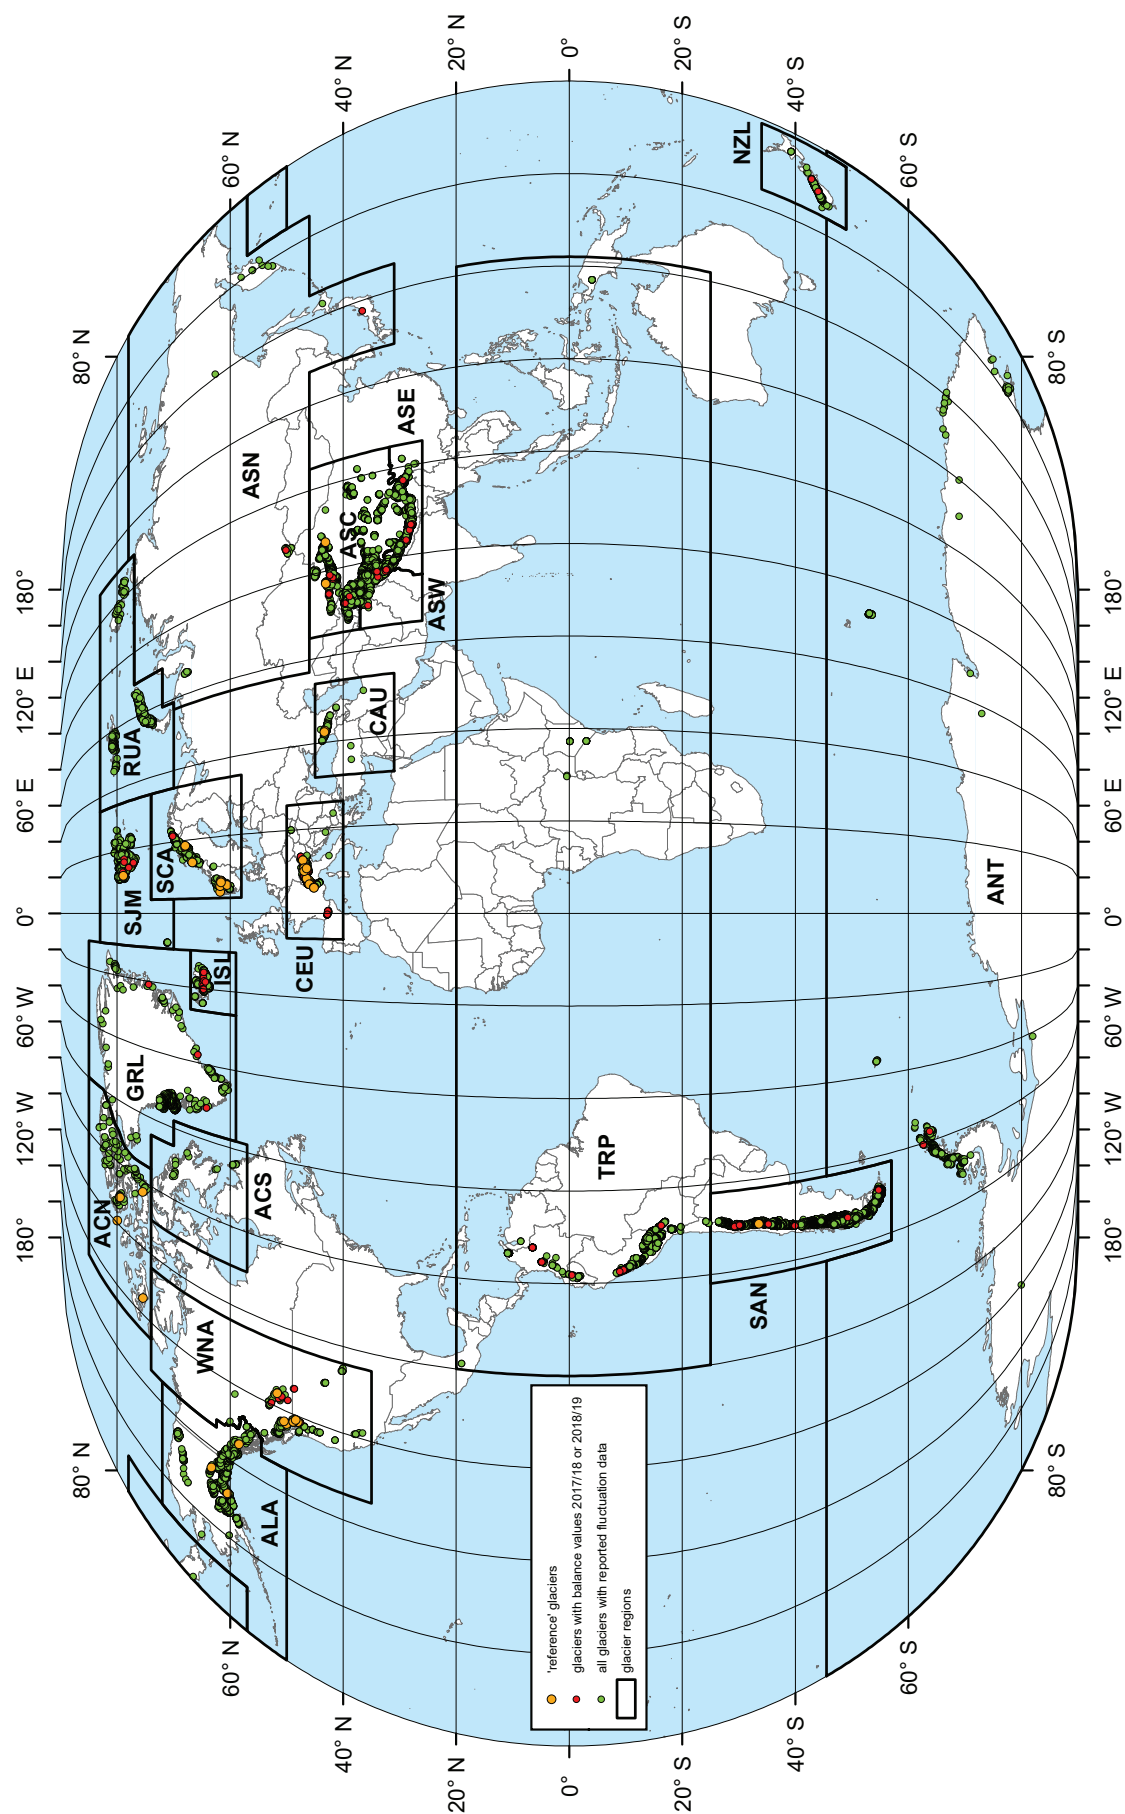 180° 120° W 60° W 0° 60° E 120° E 180°
80° N 80° N
ACN
SJM
RUA
GRL
SCA
WNA
ISL
60° N 60° N
ASN
ACS
ALA
CEU
40° N 40° N
ASC
CAU
ASE
ASW
20° N 20° N
'reference' glaciers
glaciers with balance values 2017/18 or 2018/19
all glaciers with reported fluctuation data
glacier regions
0° 0°
TRP
20° S 20° S
NZL
SAN
40° S 40° S
60° S 60° S
ANT
80° S 80° S
180° 120° W 60° W 0° 60° E 120° E 180°